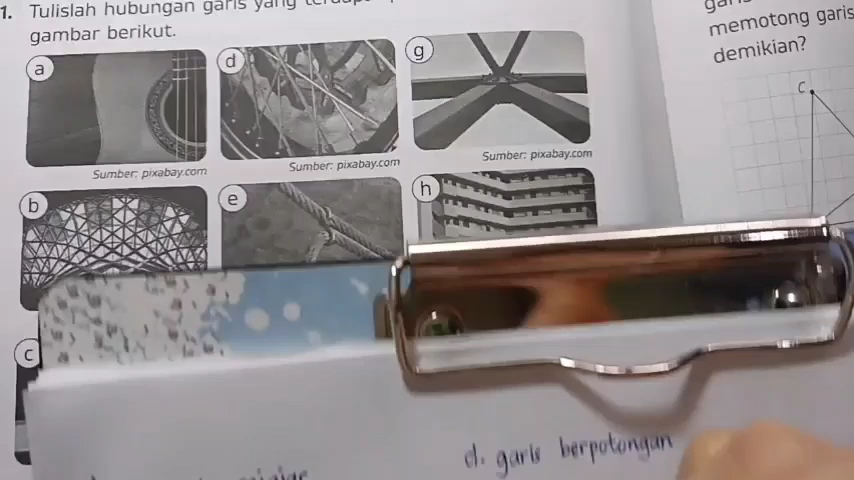 1. Tulislah hubungan garis yang
gambar berikut.
a
d
g
Sumber: pixabay.com
Sumber: pixabay.com
Sumber: pixabay.com
b
e
h
c
memotong garis
demikian?
C
d. garis berpotongan